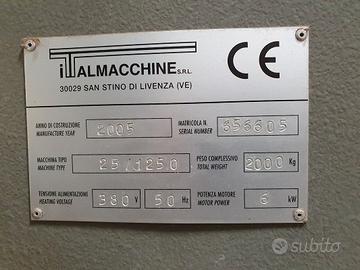 ITALMACCHINE S.R.L.
30029 SAN STINO DI LIVENZA (VE)
CE
ANNO DI COSTRUZIONE 2005 MATRICOLA N. 656605
MANUFACTURE YEAR SERIAL NUMBER
MACCHINA TIPO 25/1250 PESO COMPLESSIVO 2000 Kg
MACHINE TYPE TOTAL WEIGHT
TENSIONE ALIMENTAZIONE 380 V 50 Hz POTENZA MOTORE 6 kW
HEATING VOLTAGE MOTOR POWER
subito